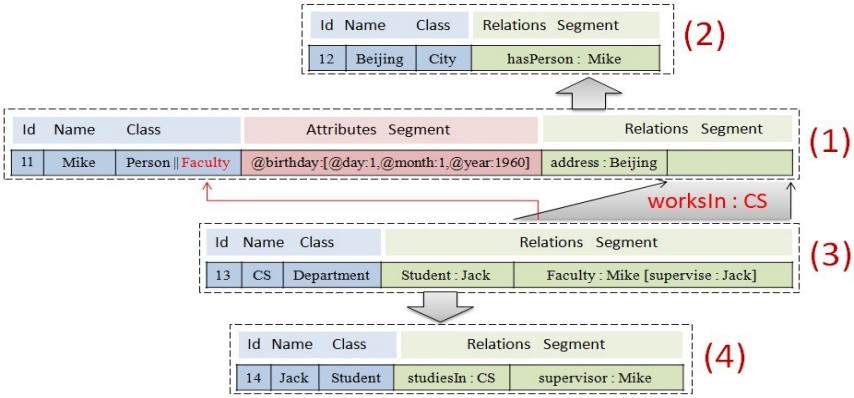 Id Name Class Relations Segment
12 Beijing City hasPerson : Mike
(2)
Id Name Class Attributes Segment Relations Segment
11 Mike Person || Faculty @birthday:[@day:1,@month:1,@year:1960] address : Beijing
(1)
worksIn : CS
Id Name Class Relations Segment
13 CS Department Student : Jack Faculty : Mike [supervise : Jack]
(3)
Id Name Class Relations Segment
14 Jack Student studiesIn : CS supervisor : Mike
(4)